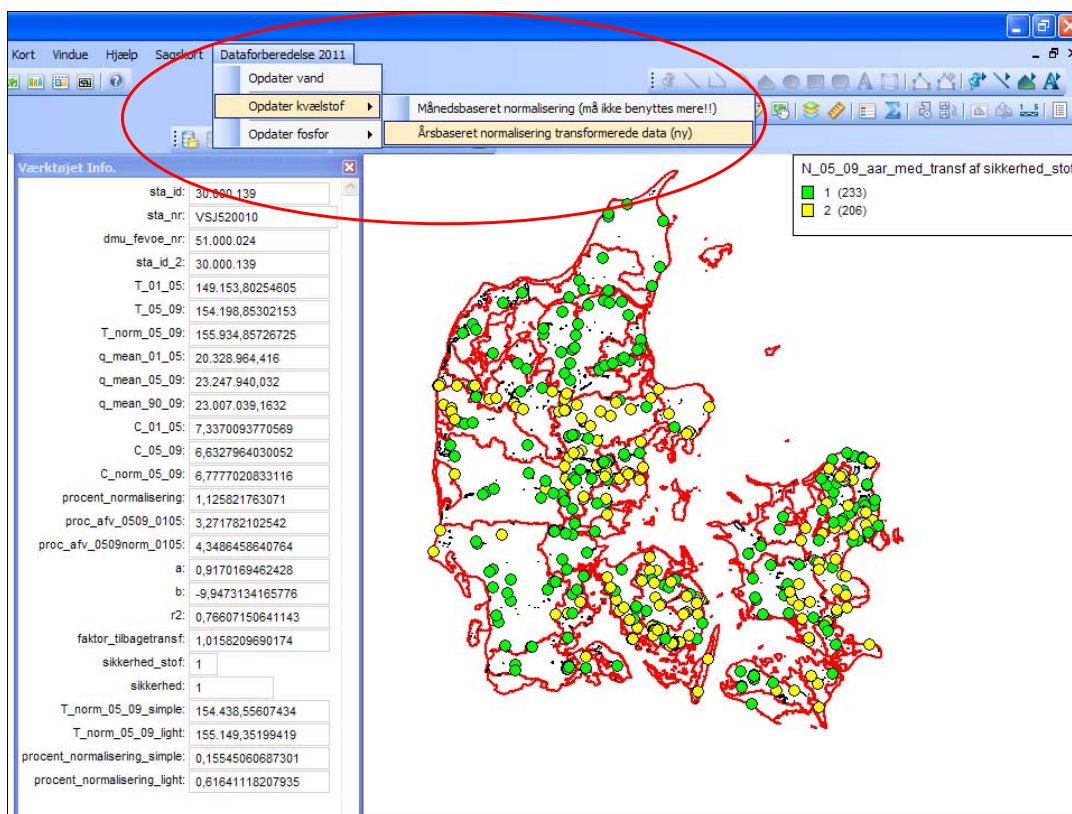 Kort Vindue Hjælp Sagskort Dataforberedelse 2011
Opdater vand
Opdater kvælstof
Opdater fosfor
Månedsbaseret normalisering (må ikke benyttes mere!!)
Årsbaseret normalisering transformerede data (ny)
Værktøjet Info.
sta_id: 30.000.139
sta_nr: VSJ520010
dmu_fevoe_nr: 51.000.024
sta_id_2: 30.000.139
T_01_05: 149.153,80254605
T_05_09: 154.198,85302153
T_norm_05_09: 155.934,85726725
q_mean_01_05: 20.328.964,416
q_mean_05_09: 23.247.940,032
q_mean_90_09: 23.007.039,1632
C_01_05: 7,3370093770569
C_05_09: 6,6327964030052
C_norm_05_09: 6,7777020833116
procent_normalisering: 1,125821763071
proc_afv_0509_0105: 3,271782102542
proc_afv_0509norm_0105: 4,3486458640764
a: 0,9170169462428
b: -9,9473134165776
r2: 0,76607150641143
faktor_tilbagetransf: 1,0158209690174
sikkerhed_stof: 1
sikkerhed: 1
T_norm_05_09_simple: 154.438,55607434
T_norm_05_09_light: 155.149,35199419
procent_normalisering_simple: 0,15545060687301
procent_normalisering_light: 0,61641118207935
N_05_09_aar_med_transf af sikkerhed_stof
1 (233)
2 (206)